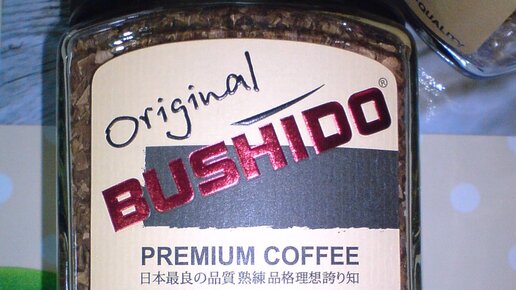 QUALITY
Original
BUSHIDO®
PREMIUM COFFEE
日本最良の品質 熟練 品格理想誇り知